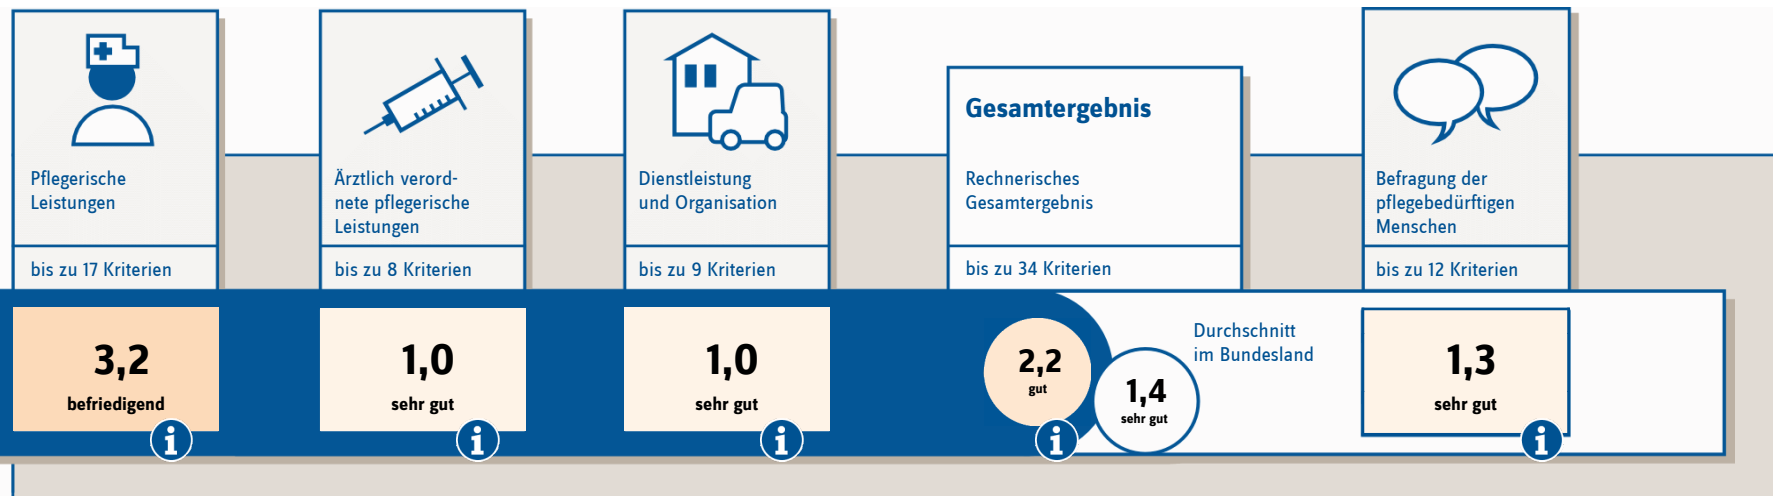 Pflegerische
Leistungen
bis zu 17 Kriterien
3,2
befriedigend
i
Ärztlich verord-
nete pflegerische
Leistungen
bis zu 8 Kriterien
1,0
sehr gut
i
Dienstleistung
und Organisation
bis zu 9 Kriterien
1,0
sehr gut
i
Gesamtergebnis
Rechnerisches
Gesamtergebnis
bis zu 34 Kriterien
2,2
gut
i
1,4
sehr gut
Durchschnitt
im Bundesland
Befragung der
pflegebedürftigen
Menschen
bis zu 12 Kriterien
1,3
sehr gut
i